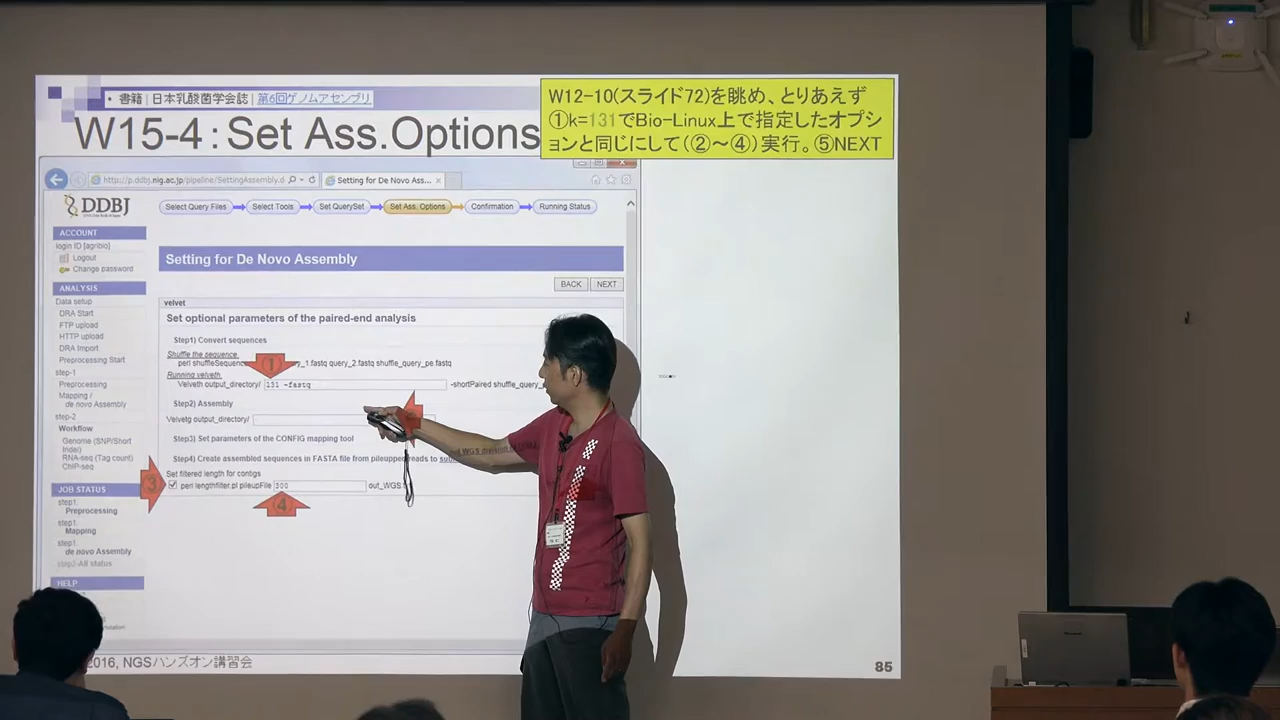 ・ 書籍 | 日本乳酸菌学会誌 | 第6回ゲノムアセンブリ
W15-4：Set Ass.Options
W12-10(スライド72)を眺め、とりあえず
①k=131でBio-Linux上で指定したオプシ
ョンと同じにして(②～④)実行。⑤NEXT
http://p.ddbj.nig.ac.jp/pipeline/SettingAssembly.d
Setting for De Novo Ass...
DDBJ
Select Query Files
Select Tools
Set QuerySet
Set Ass. Options
Confirmation
Running Status
ACCOUNT
login ID [agribio]
Logout
Change password
ANALYSIS
Data setup
DRA Start
FTP upload
HTTP upload
DRA Import
Preprocessing Start
step-1
Preprocessing
Mapping /
de novo Assembly
step-2
Workflow
Genome (SNP/Short
Indel)
RNA-seq (Tag count)
ChIP-seq
JOB STATUS
step1.
Preprocessing
step1.
Mapping
step1.
de novo Assembly
step2-All status
HELP
Setting for De Novo Assembly
BACK
NEXT
velvet
Set optional parameters of the paired-end analysis
Step1) Convert sequences
Shuffle the sequence.
perl shuffleSequenc
y_1.fastq query_2.fastq shuffle_query_pe.fastq
①
Running velveth.
Velveth output_directory/ 131 -fastq -shortPaired shuffle_query_
Step2) Assembly
Velvetg output_directory/
Step3) Set parameters of the CONFIG mapping tool
Step4) Create assembled sequences in FASTA file from pileupped reads to
Set filtered length for contigs
③
perl lengthfilter.pl pileupFile 300 out_WGS.
④
2016, NGSハンズオン講習会
85